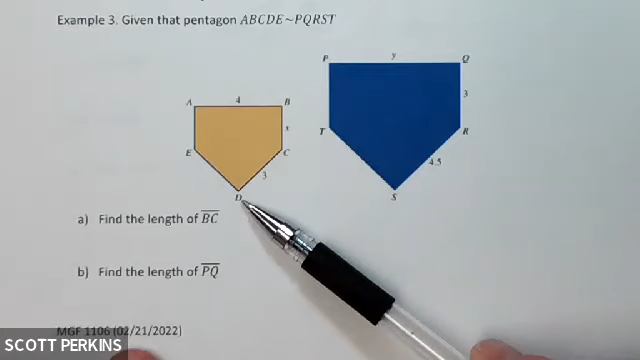 Example 3. Given that pentagon ABCDE~PQRST
P y Q
A 4 B
3
x
T R
E C
4.5
3
D S
a) Find the length of BC
b) Find the length of PQ
MGF 1106 (02/21/2022)
SCOTT PERKINS